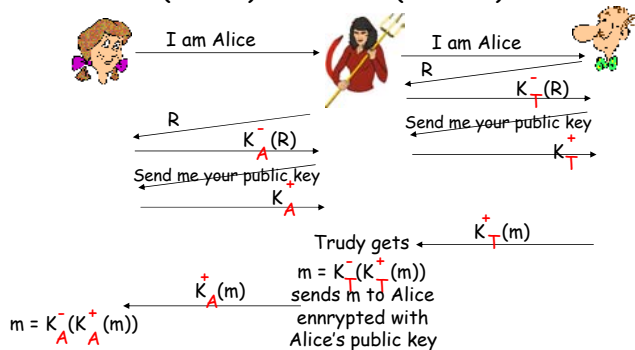 I am Alice
I am Alice
R
K⁻T(R)
R
Send me your public key
K⁻A(R)
K⁺T
Send me your public key
K⁺A
K⁺T(m)
Trudy gets
m = K⁻T(K⁺T(m))
K⁺A(m)
sends m to Alice
m = K⁻A(K⁺A(m))
ennrypted with
Alice's public key